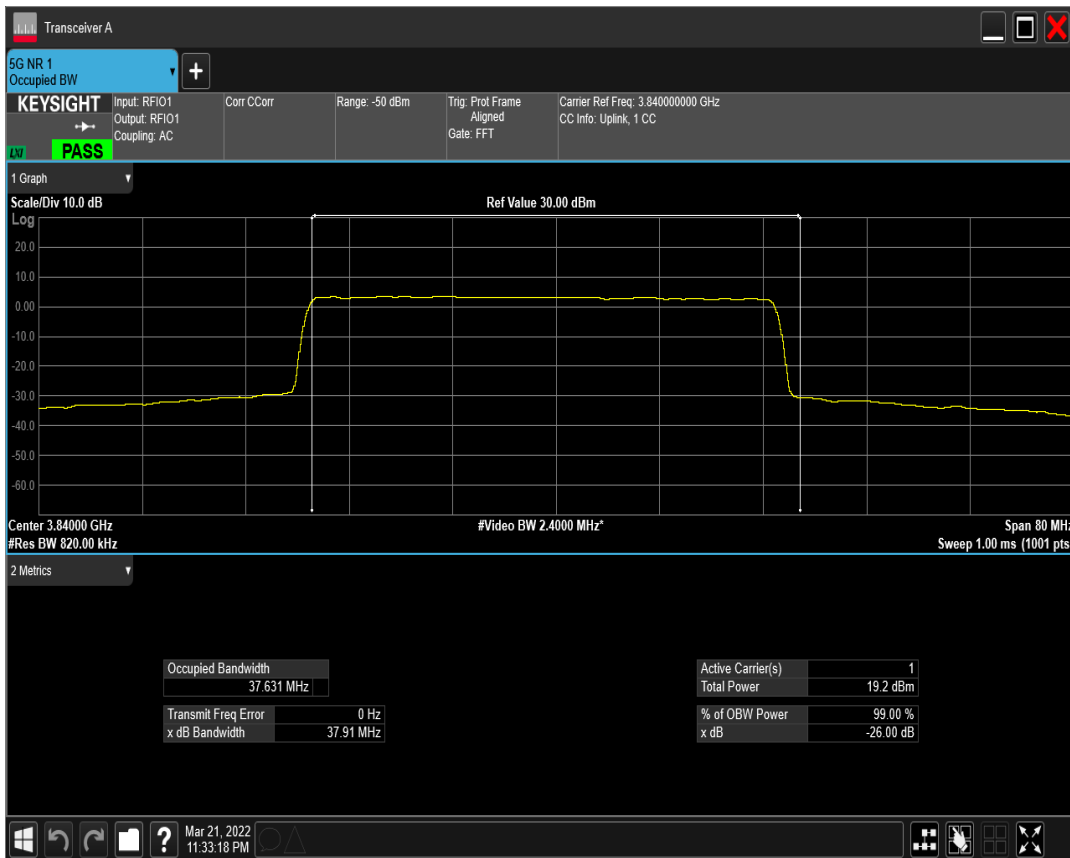 Transceiver A
5G NR 1
Occupied BW
+
KEYSIGHT
LXI
PASS
Input: RFIO1
Output: RFIO1
Coupling: AC
Corr CCorr
Range: -50 dBm
Trig: Prot Frame
Aligned
Gate: FFT
Carrier Ref Freq: 3.840000000 GHz
CC Info: Uplink, 1 CC
1 Graph
Scale/Div 10.0 dB
Ref Value 30.00 dBm
Log
20.0
10.0
0.00
-10.0
-20.0
-30.0
-40.0
-50.0
-60.0
Center 3.84000 GHz
#Video BW 2.4000 MHz*
Span 80 MHz
#Res BW 820.00 kHz
Sweep 1.00 ms (1001 pts
2 Metrics
Occupied Bandwidth
37.631 MHz
Transmit Freq Error 0 Hz
x dB Bandwidth 37.91 MHz
Active Carrier(s) 1
Total Power 19.2 dBm
% of OBW Power 99.00 %
x dB -26.00 dB
?
Mar 21, 2022
11:33:18 PM